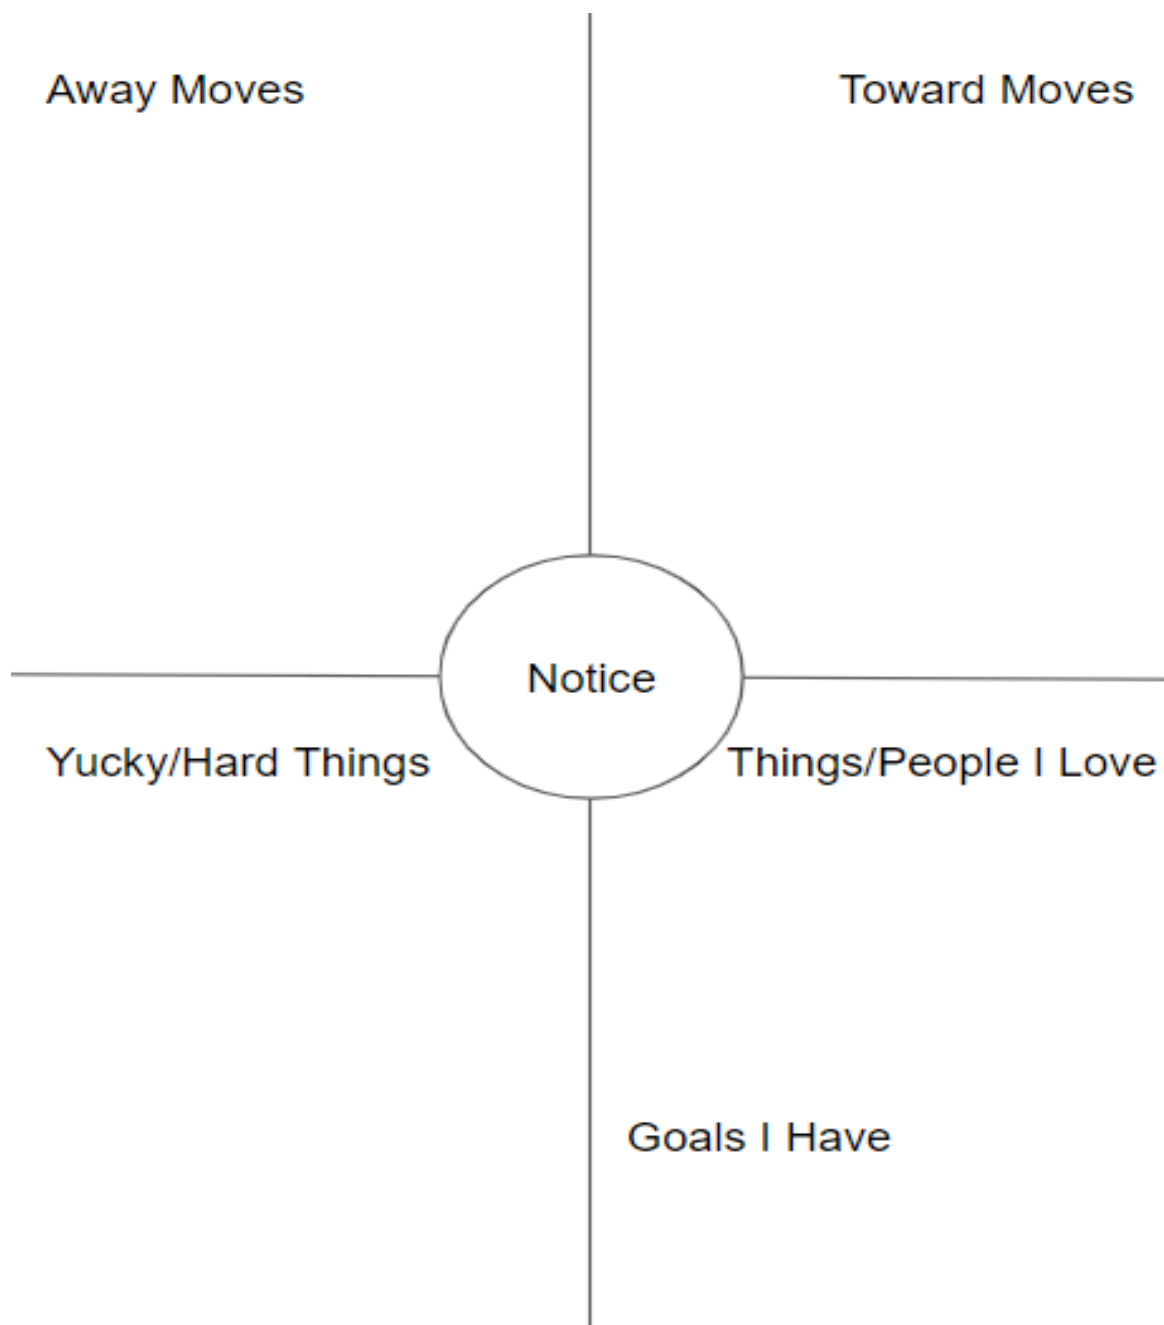 Away Moves
Toward Moves
Notice
Yucky/Hard Things
Things/People I Love
Goals I Have